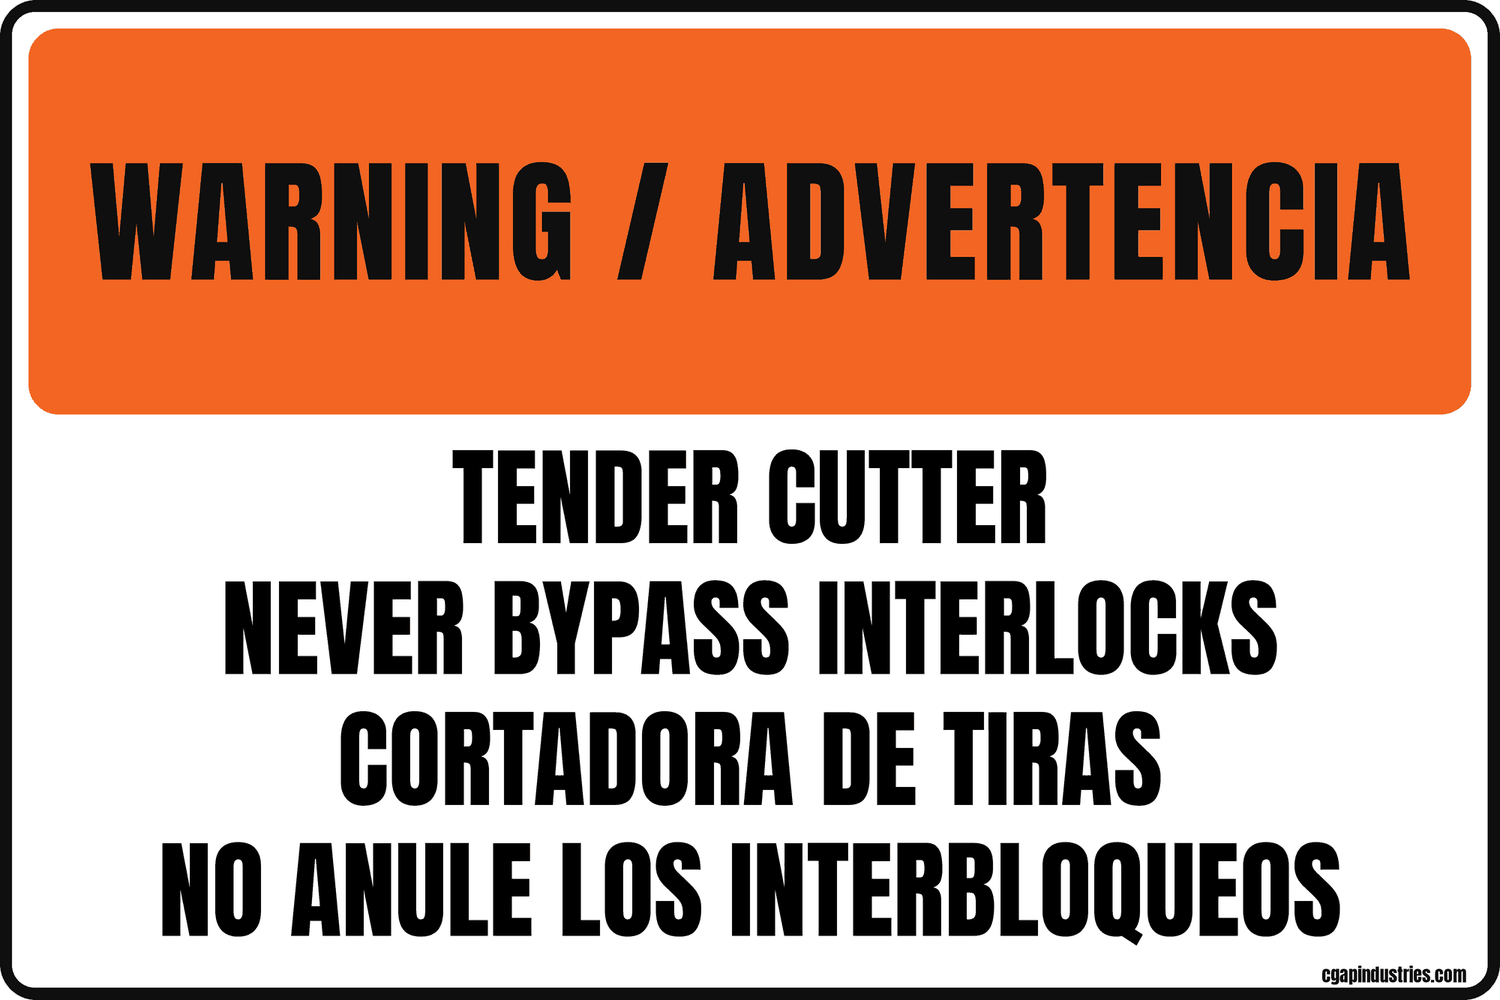 WARNING / ADVERTENCIA
TENDER CUTTER
NEVER BYPASS INTERLOCKS
CORTADORA DE TIRAS
NO ANULE LOS INTERBLOQUEOS
cgapindustries.com